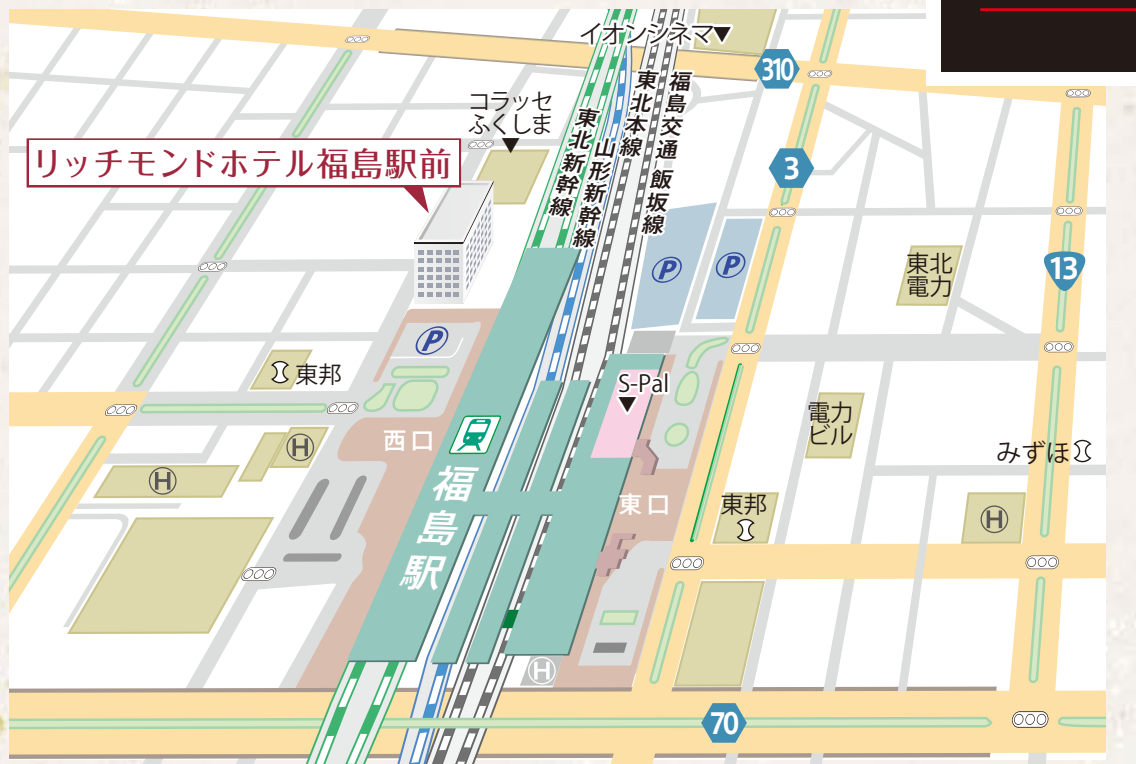 イオンシネマ▼
310
コラッセ
ふくしま
▼
東北新幹線
山形新幹線
東北本線
福島交通 飯坂線
リッチモンドホテル福島駅前
3
P
P
東北
電力
13
P
東邦
S-Pal
▼
電力
ビル
西口
みずほ
H
H
福島駅
東口
東邦
H
H
70